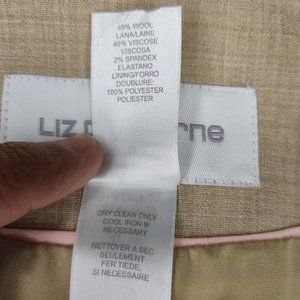 49% WOOL
LANA/LAINE
49% VISCOSE
VISCOSA
2% SPANDEX
ELASTANO
LINING/FORRO
DOUBLURE:
100% POLYESTER
POLIESTER
LIZ C rne
DRY CLEAN ONLY
COOL IRON IF
NECESSARY
NETTOYER A SEC
SEULEMENT
FER TIEDE,
SI NECESSAIRE